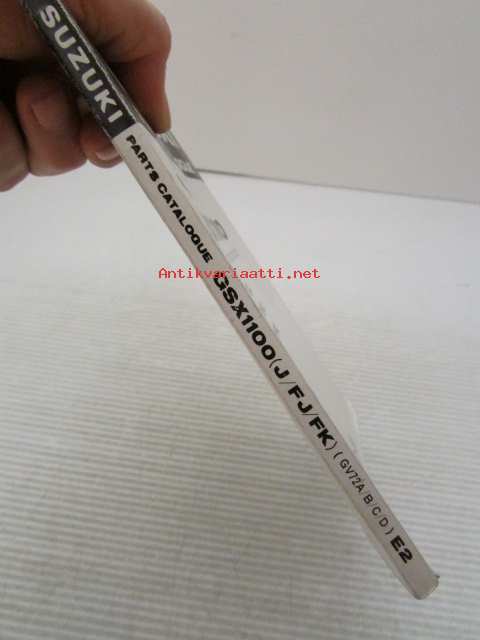 SUZUKI PARTS CATALOGUE GSX1100(J/FJ/FK)(GV72A/B/C/D)E2
Antikvariaatti.net